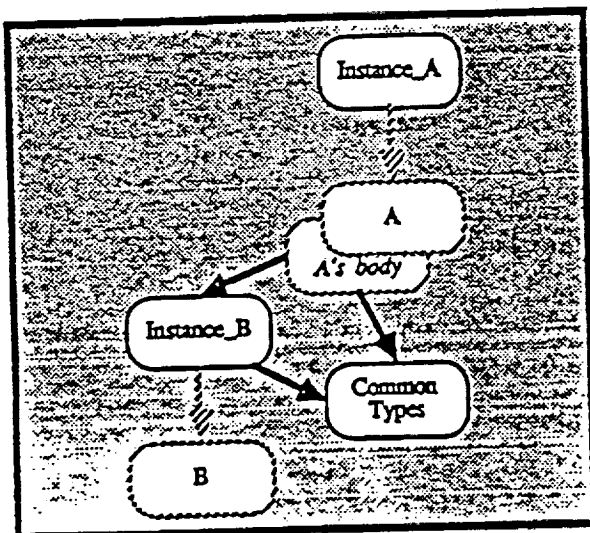 Instance_A
A
A's body
Instance_B
Common
Types
B